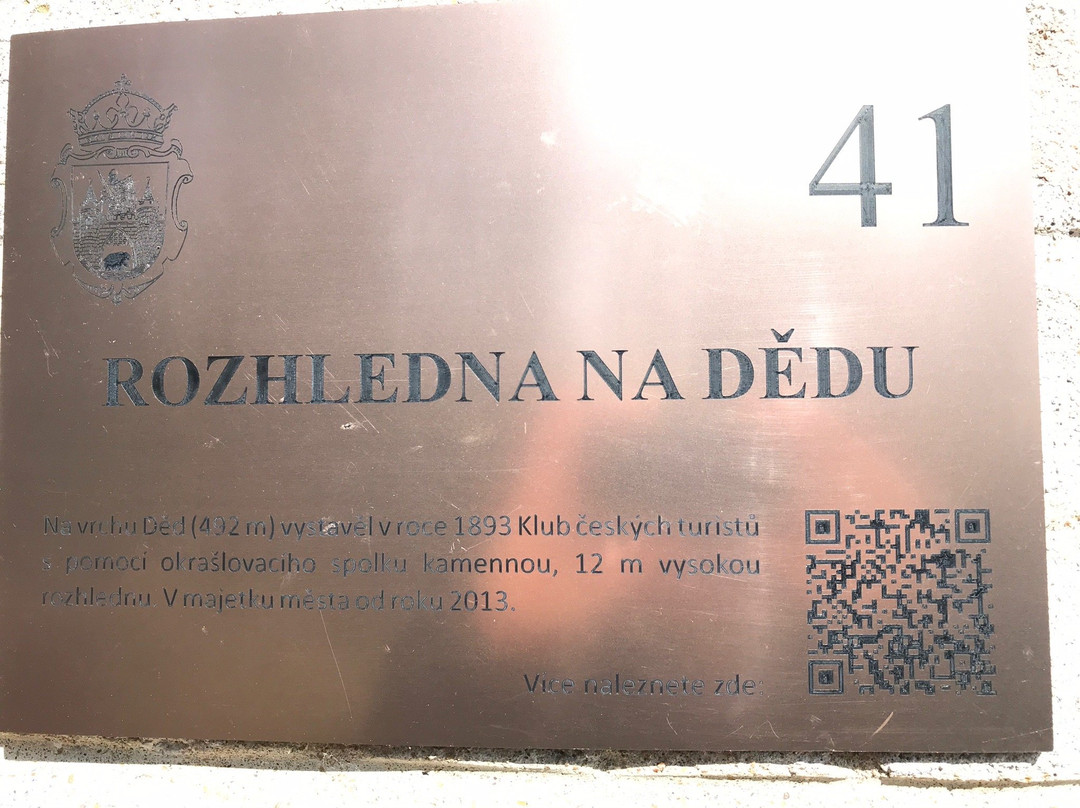 41
ROZHLEDNA NA DĚDU
Na vrchu Děd (492 m) vystavěl v roce 1893 Klub českých turistů
s pomocí okrašlovacího spolku kamennou, 12 m vysokou
rozhlednu. V majetku města od roku 2013.
Více naleznete zde: